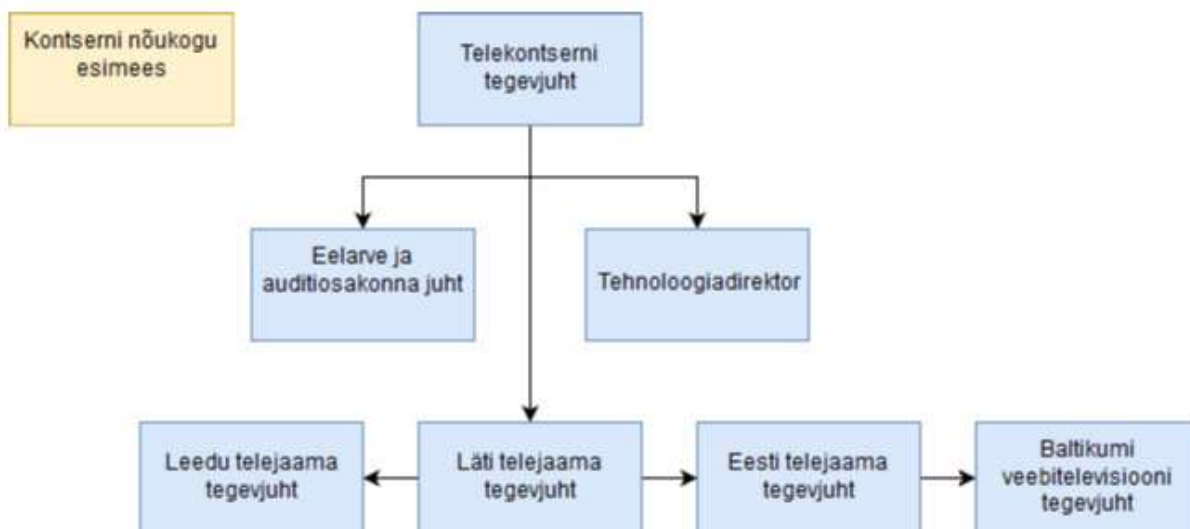 Kontserni nõukogu
esimees
Telekontserni
tegevjuht
Eelarve ja
auditiosakonna juht
Tehnoloogiadirektor
Leedu telejaama
tegevjuht
Läti telejaama
tegevjuht
Eesti telejaama
tegevjuht
Baltikumi
veebitelevisiooni
tegevjuht